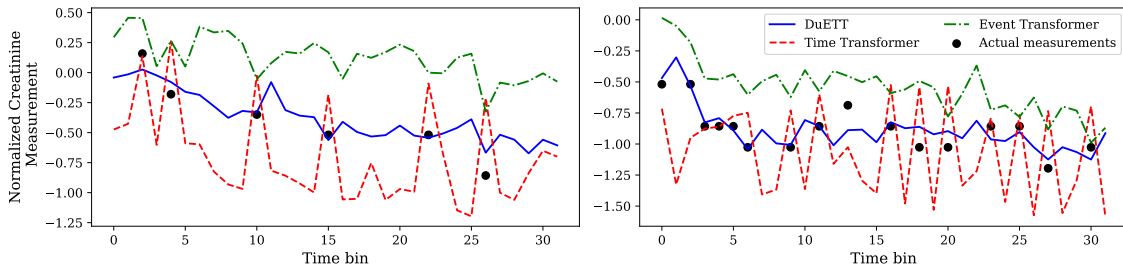 Normalized Creatinine
Measurement
0.50
0.25
0.00
−0.25
−0.50
−0.75
−1.00
−1.25
0 5 10 15 20 25 30
Time bin
0.00
−0.25
−0.50
−0.75
−1.00
−1.25
−1.50
0 5 10 15 20 25 30
Time bin
DuETT
Time Transformer
Event Transformer
Actual measurements